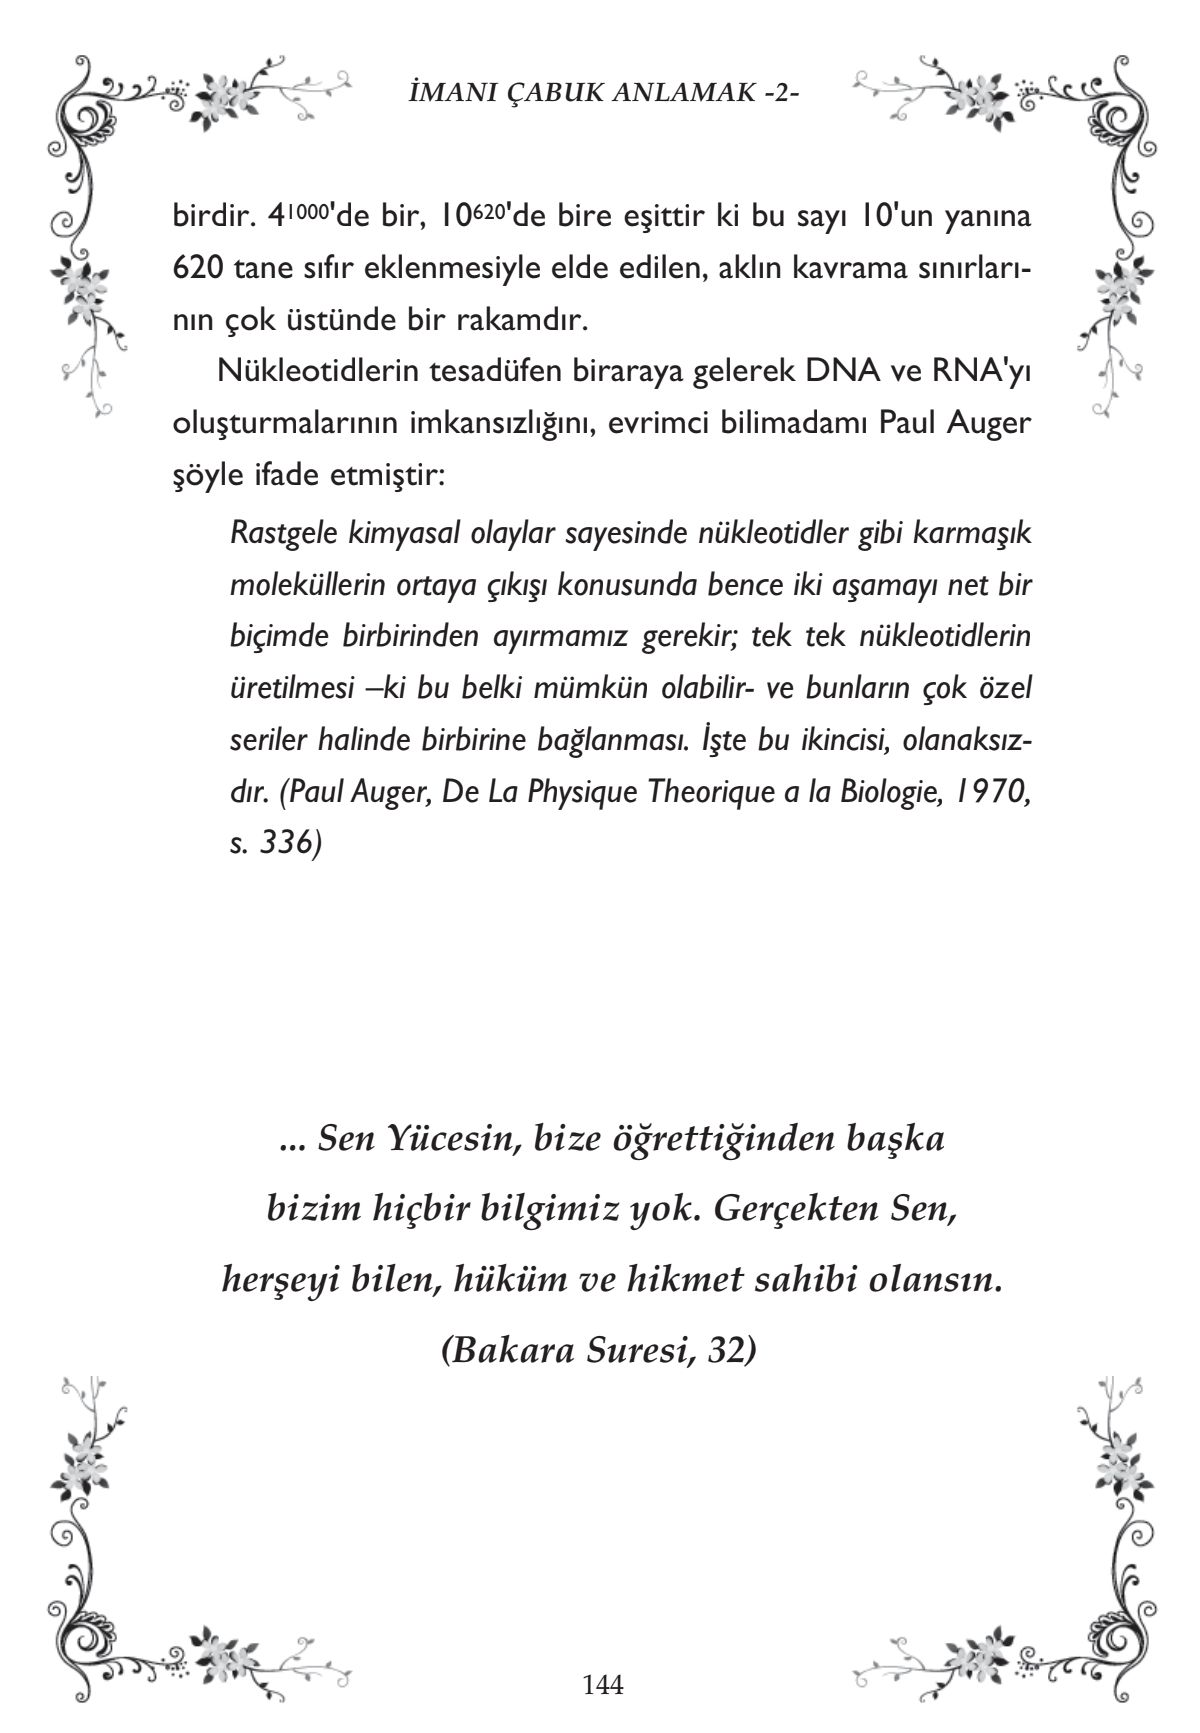 İMANI ÇABUK ANLAMAK -2-
birdir. 4¹⁰⁰⁰'de bir, 10⁶²⁰'de bire eşittir ki bu sayı 10'un yanına
620 tane sıfır eklenmesiyle elde edilen, aklın kavrama sınırları-
nın çok üstünde bir rakamdır.
Nükleotidlerin tesadüfen biraraya gelerek DNA ve RNA'yı
oluşturmalarının imkansızlığını, evrimci bilimadamı Paul Auger
şöyle ifade etmiştir:
Rastgele kimyasal olaylar sayesinde nükleotidler gibi karmaşık
moleküllerin ortaya çıkışı konusunda bence iki aşamayı net bir
biçimde birbirinden ayırmamız gerekir; tek tek nükleotidlerin
üretilmesi –ki bu belki mümkün olabilir- ve bunların çok özel
seriler halinde birbirine bağlanması. İşte bu ikincisi, olanaksız-
dır. (Paul Auger, De La Physique Theorique a la Biologie, 1970,
s. 336)
... Sen Yücesin, bize öğrettiğinden başka
bizim hiçbir bilgimiz yok. Gerçekten Sen,
herşeyi bilen, hüküm ve hikmet sahibi olansın.
(Bakara Suresi, 32)
144